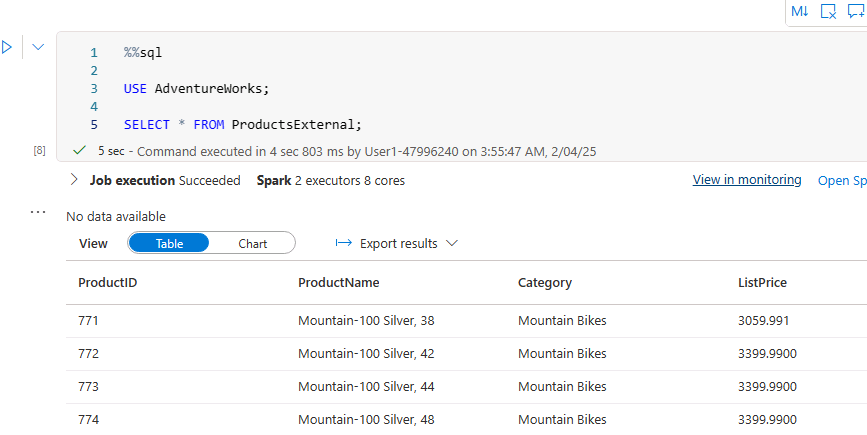 M↓
1 %%sql
2
3 USE AdventureWorks;
4
5 SELECT * FROM ProductsExternal;
[8] 5 sec - Command executed in 4 sec 803 ms by User1-47996240 on 3:55:47 AM, 2/04/25
Job execution Succeeded Spark 2 executors 8 cores View in monitoring Open Sp
... No data available
View Table Chart Export results
ProductID ProductName Category ListPrice
771 Mountain-100 Silver, 38 Mountain Bikes 3059.991
772 Mountain-100 Silver, 42 Mountain Bikes 3399.9900
773 Mountain-100 Silver, 44 Mountain Bikes 3399.9900
774 Mountain-100 Silver, 48 Mountain Bikes 3399.9900